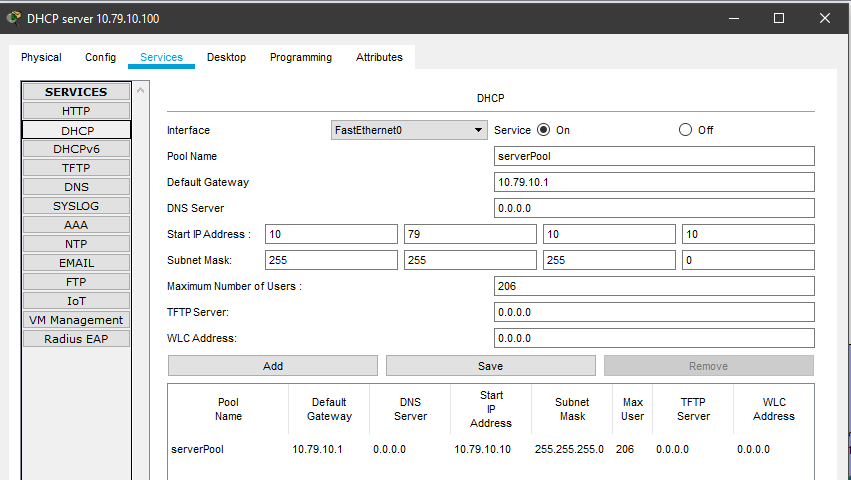 DHCP server 10.79.10.100
Physical Config Services Desktop Programming Attributes
SERVICES
HTTP
DHCP
DHCPv6
TFTP
DNS
SYSLOG
AAA
NTP
EMAIL
FTP
IoT
VM Management
Radius EAP
DHCP
Interface FastEthernet0 Service On Off
Pool Name serverPool
Default Gateway 10.79.10.1
DNS Server 0.0.0.0
Start IP Address : 10 79 10 10
Subnet Mask: 255 255 255 0
Maximum Number of Users : 206
TFTP Server: 0.0.0.0
WLC Address: 0.0.0.0
Add Save Remove
Pool Name Default Gateway DNS Server Start IP Address Subnet Mask Max User TFTP Server WLC Address
serverPool 10.79.10.1 0.0.0.0 10.79.10.10 255.255.255.0 206 0.0.0.0 0.0.0.0